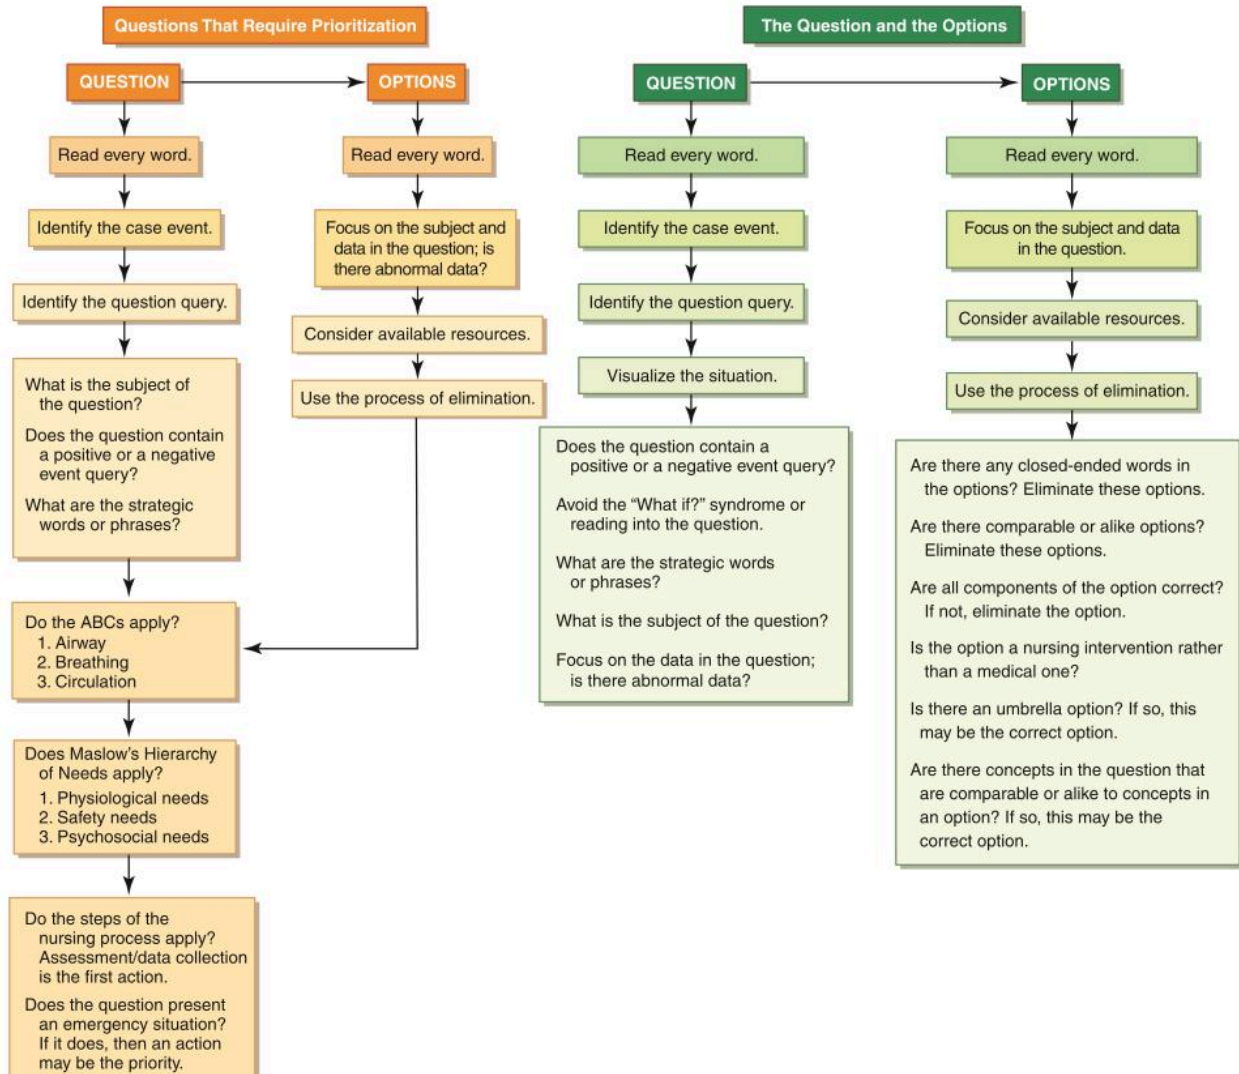 Questions That Require Prioritization
QUESTION
OPTIONS
Read every word.
Identify the case event.
Identify the question query.
What is the subject of
the question?
Does the question contain
a positive or a negative
event query?
What are the strategic
words or phrases?
Read every word.
Focus on the subject and
data in the question; is
there abnormal data?
Consider available resources.
Use the process of elimination.
Do the ABCs apply?
1. Airway
2. Breathing
3. Circulation
Does Maslow's Hierarchy
of Needs apply?
1. Physiological needs
2. Safety needs
3. Psychosocial needs
Do the steps of the
nursing process apply?
Assessment/data collection
is the first action.
Does the question present
an emergency situation?
If it does, then an action
may be the priority.
The Question and the Options
QUESTION
OPTIONS
Read every word.
Identify the case event.
Identify the question query.
Visualize the situation.
Does the question contain a
positive or a negative event query?
Avoid the “What if?” syndrome or
reading into the question.
What are the strategic words
or phrases?
What is the subject of the question?
Focus on the data in the question;
is there abnormal data?
Read every word.
Focus on the subject and data
in the question.
Consider available resources.
Use the process of elimination.
Are there any closed-ended words in
the options? Eliminate these options.
Are there comparable or alike options?
Eliminate these options.
Are all components of the option correct?
If not, eliminate the option.
Is the option a nursing intervention rather
than a medical one?
Is there an umbrella option? If so, this
may be the correct option.
Are there concepts in the question that
are comparable or alike to concepts in
an option? If so, this may be the
correct option.